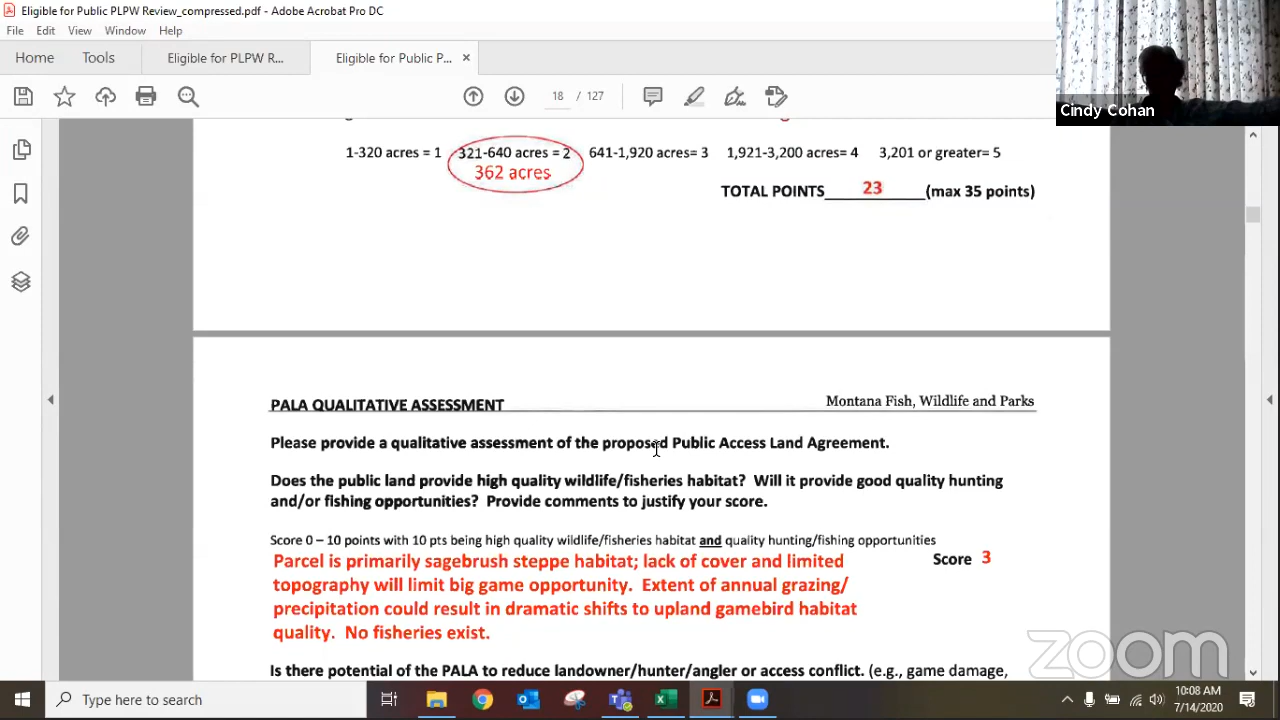 Eligible for Public PLPW Review_compressed.pdf - Adobe Acrobat Pro DC
File Edit View Window Help
Home Tools Eligible for PLPW R... Eligible for Public P... ×
18 / 127
Cindy Cohan
1-320 acres = 1 321-640 acres = 2 641-1,920 acres= 3 1,921-3,200 acres= 4 3,201 or greater= 5
362 acres
TOTAL POINTS 23 (max 35 points)
PALA QUALITATIVE ASSESSMENT Montana Fish, Wildlife and Parks
Please provide a qualitative assessment of the proposed Public Access Land Agreement.
Does the public land provide high quality wildlife/fisheries habitat? Will it provide good quality hunting
and/or fishing opportunities? Provide comments to justify your score.
Score 0 – 10 points with 10 pts being high quality wildlife/fisheries habitat and quality hunting/fishing opportunities
Parcel is primarily sagebrush steppe habitat; lack of cover and limited
Score 3
topography will limit big game opportunity. Extent of annual grazing/
precipitation could result in dramatic shifts to upland gamebird habitat
quality. No fisheries exist.
Is there potential of the PALA to reduce landowner/hunter/angler or access conflict. (e.g., game damage,
zoom
Type here to search
10:08 AM
7/14/2020